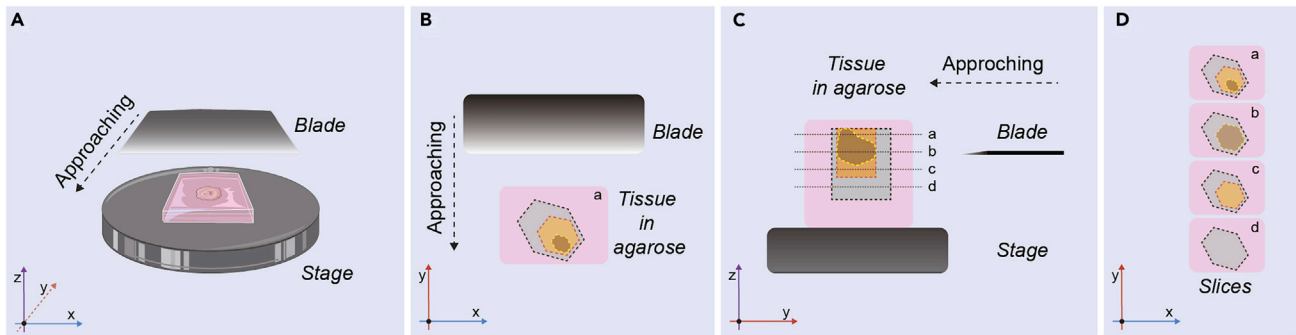 A
Approaching
Blade
Stage
z
y
x
B
Blade
Approaching
a
Tissue
in
agarose
y
x
C
Tissue
in agarose
Approching
a
b
c
d
Blade
Stage
z
y
D
a
b
c
d
Slices
y
x